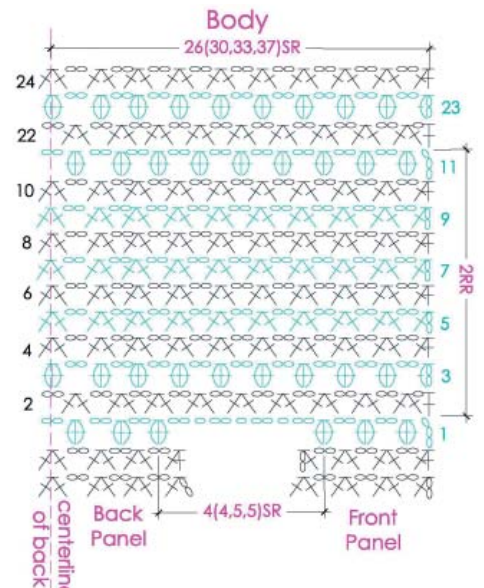 Body
26(30,33,37)SR
24
23
22
11
10
9
8
7
6
5
4
3
2
1
2RR
4(4,5,5)SR
Back
Panel
Front
Panel
Centerline
of back